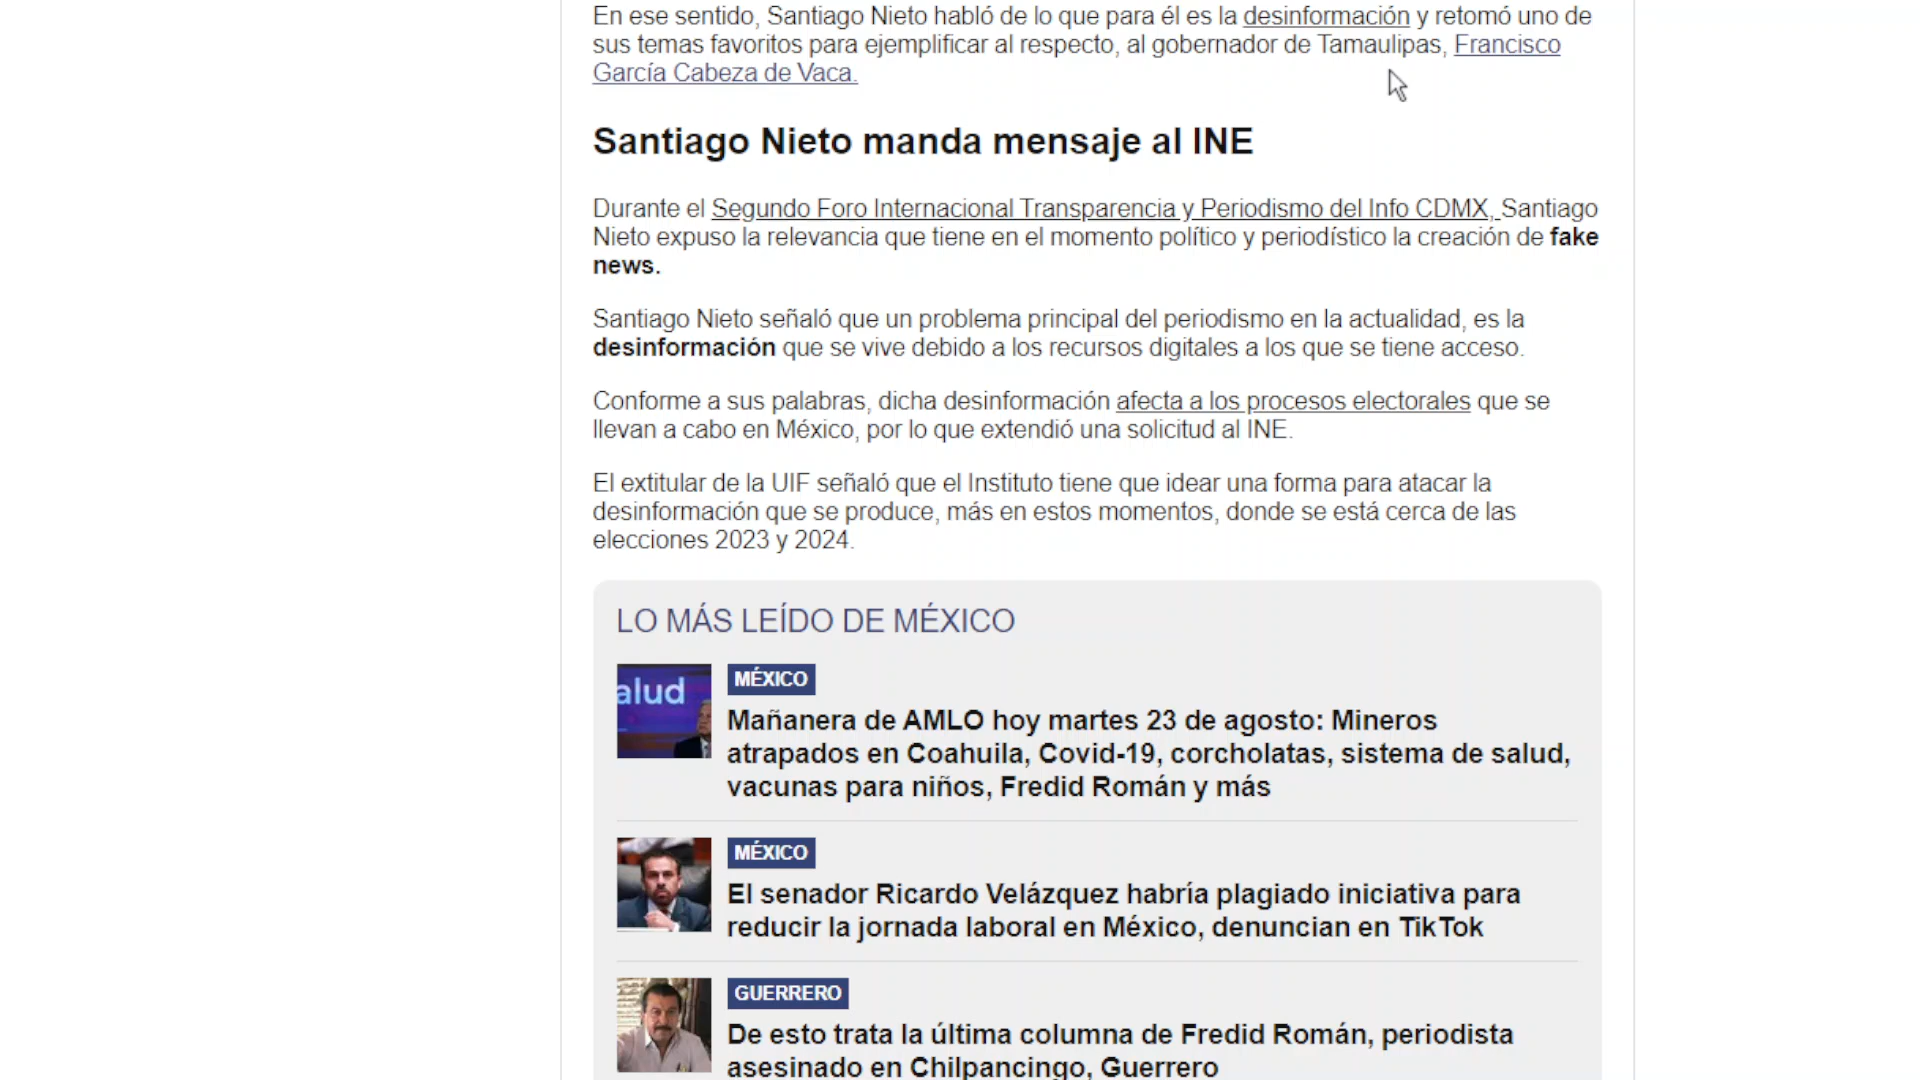 En ese sentido, Santiago Nieto habló de lo que para él es la desinformación y retomó uno de
sus temas favoritos para ejemplificar al respecto, al gobernador de Tamaulipas, Francisco
García Cabeza de Vaca.
Santiago Nieto manda mensaje al INE
Durante el Segundo Foro Internacional Transparencia y Periodismo del Info CDMX, Santiago
Nieto expuso la relevancia que tiene en el momento político y periodístico la creación de fake
news.
Santiago Nieto señaló que un problema principal del periodismo en la actualidad, es la
desinformación que se vive debido a los recursos digitales a los que se tiene acceso.
Conforme a sus palabras, dicha desinformación afecta a los procesos electorales que se
llevan a cabo en México, por lo que extendió una solicitud al INE.
El extitular de la UIF señaló que el Instituto tiene que idear una forma para atacar la
desinformación que se produce, más en estos momentos, donde se está cerca de las
elecciones 2023 y 2024.
LO MÁS LEÍDO DE MÉXICO
alud
MÉXICO
Mañanera de AMLO hoy martes 23 de agosto: Mineros
atrapados en Coahuila, Covid-19, corcholatas, sistema de salud,
vacunas para niños, Fredid Román y más
MÉXICO
El senador Ricardo Velázquez habría plagiado iniciativa para
reducir la jornada laboral en México, denuncian en TikTok
GUERRERO
De esto trata la última columna de Fredid Román, periodista
asesinado en Chilpancingo, Guerrero